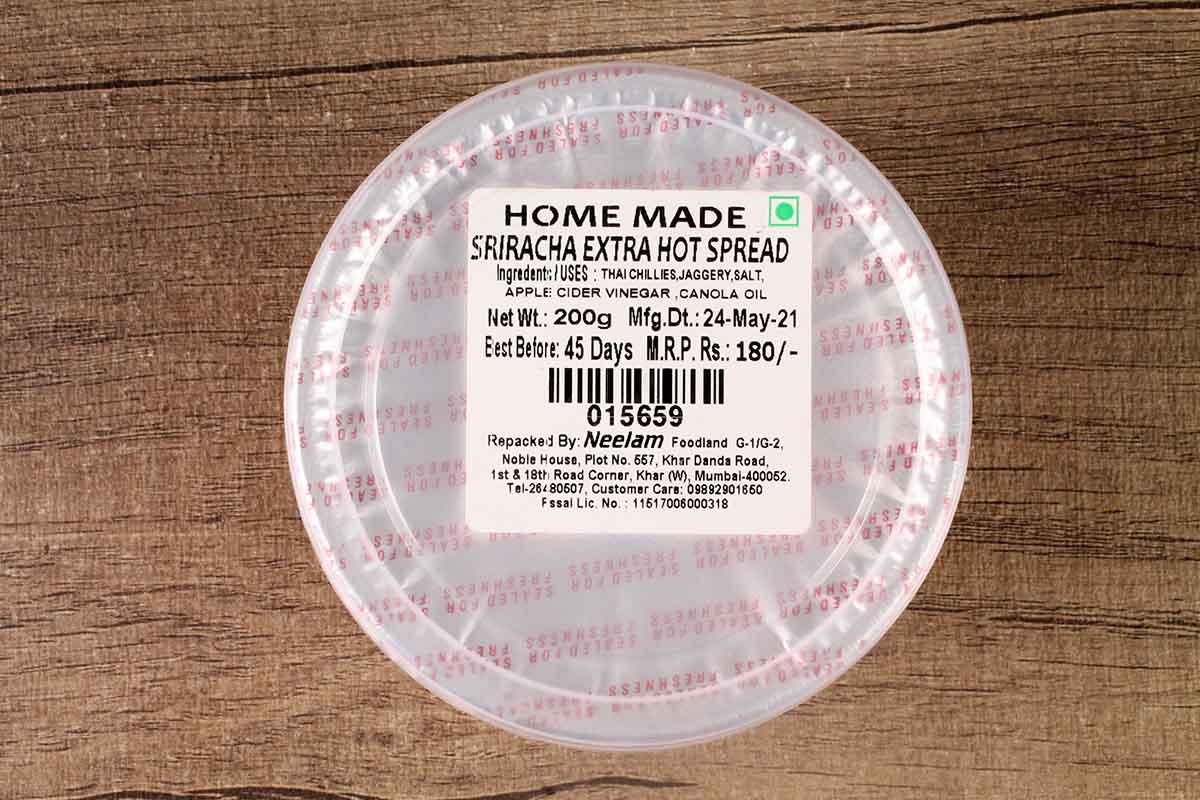 HOME MADE
SRIRACHA EXTRA HOT SPREAD
Ingredents / USES : THAI CHILLIES,JAGGERY,SALT,
APPLE CIDER VINEGAR ,CANOLA OIL
Net Wt.: 200g Mfg.Dt.: 24-May-21
Best Before: 45 Days M.R.P. Rs.: 180/-
015659
Repacked By: Neelam Foodland G-1/G-2,
Noble House, Plot No. 557, Khar Danda Road,
1st & 18th Road Corner, Khar (W), Mumbai-400052.
Tel-26480507, Customer Care: 09892901650
Fssai Lic. No. : 11517006000318
SEALED FOR
FRESHNESS